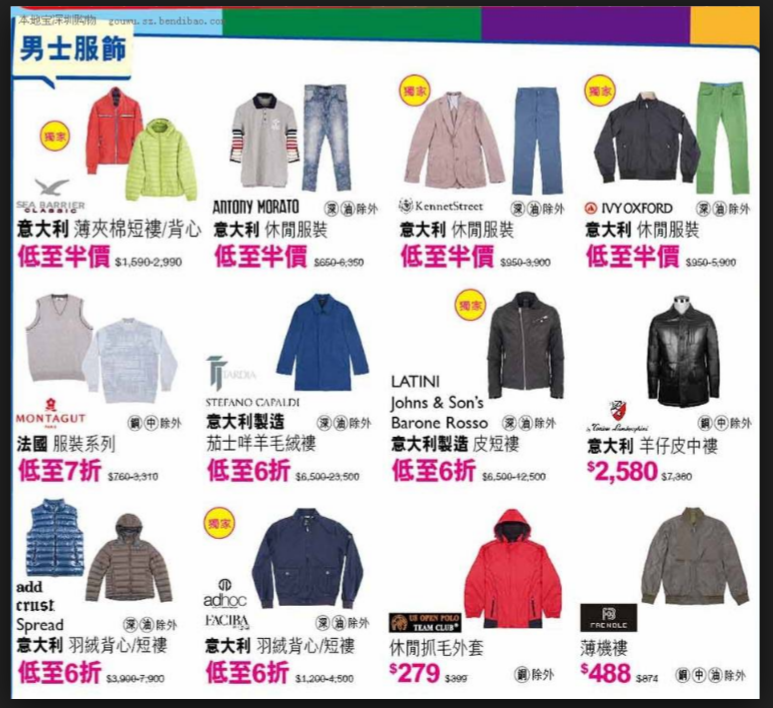 本地宝深圳购物 gouwu.sz.bendibao.co
男士服飾
獨家
SEA BARRIER
CLASSIC
意大利 薄夾棉短褸/背心
低至半價 $1,590-2,990
ANTONY MORATO 深 油 除外
意大利 休閒服裝
低至半價 $650-6,350
獨家
KennetStreet 深 油 除外
意大利 休閒服裝
低至半價 $950-3,900
獨家
IVY OXFORD 深 油 除外
意大利 休閒服裝
低至半價 $950-5,900
MONTAGUT
PARIS
銅 中 除外
法國 服裝系列
低至7折 $760-3,310
TARDIA
STEFANO CAPALDI
意大利製造 深 油 除外
茄士咩羊毛絨褸
低至6折 $6,500-23,500
獨家
LATINI
Johns & Son's
Barone Rosso 深 油 除外
意大利製造 皮短褸
低至6折 $6,500-12,500
Tonino Lamborghini
銅 中 除外
意大利 羊仔皮中褸
$2,580 $7,380
add
crust
Spread 深 油 除外
意大利 羽絨背心/短褸
低至6折 $3,900-7,900
獨家
adhoc
FACIBA 深 油 除外
意大利 羽絨背心/短褸
低至6折 $1,200-4,500
US OPEN POLO
TEAM CLUB
休閒抓毛外套
$279 $399 銅 除外
FRENDLE
薄機褸
$488 $874 銅 中 油 除外